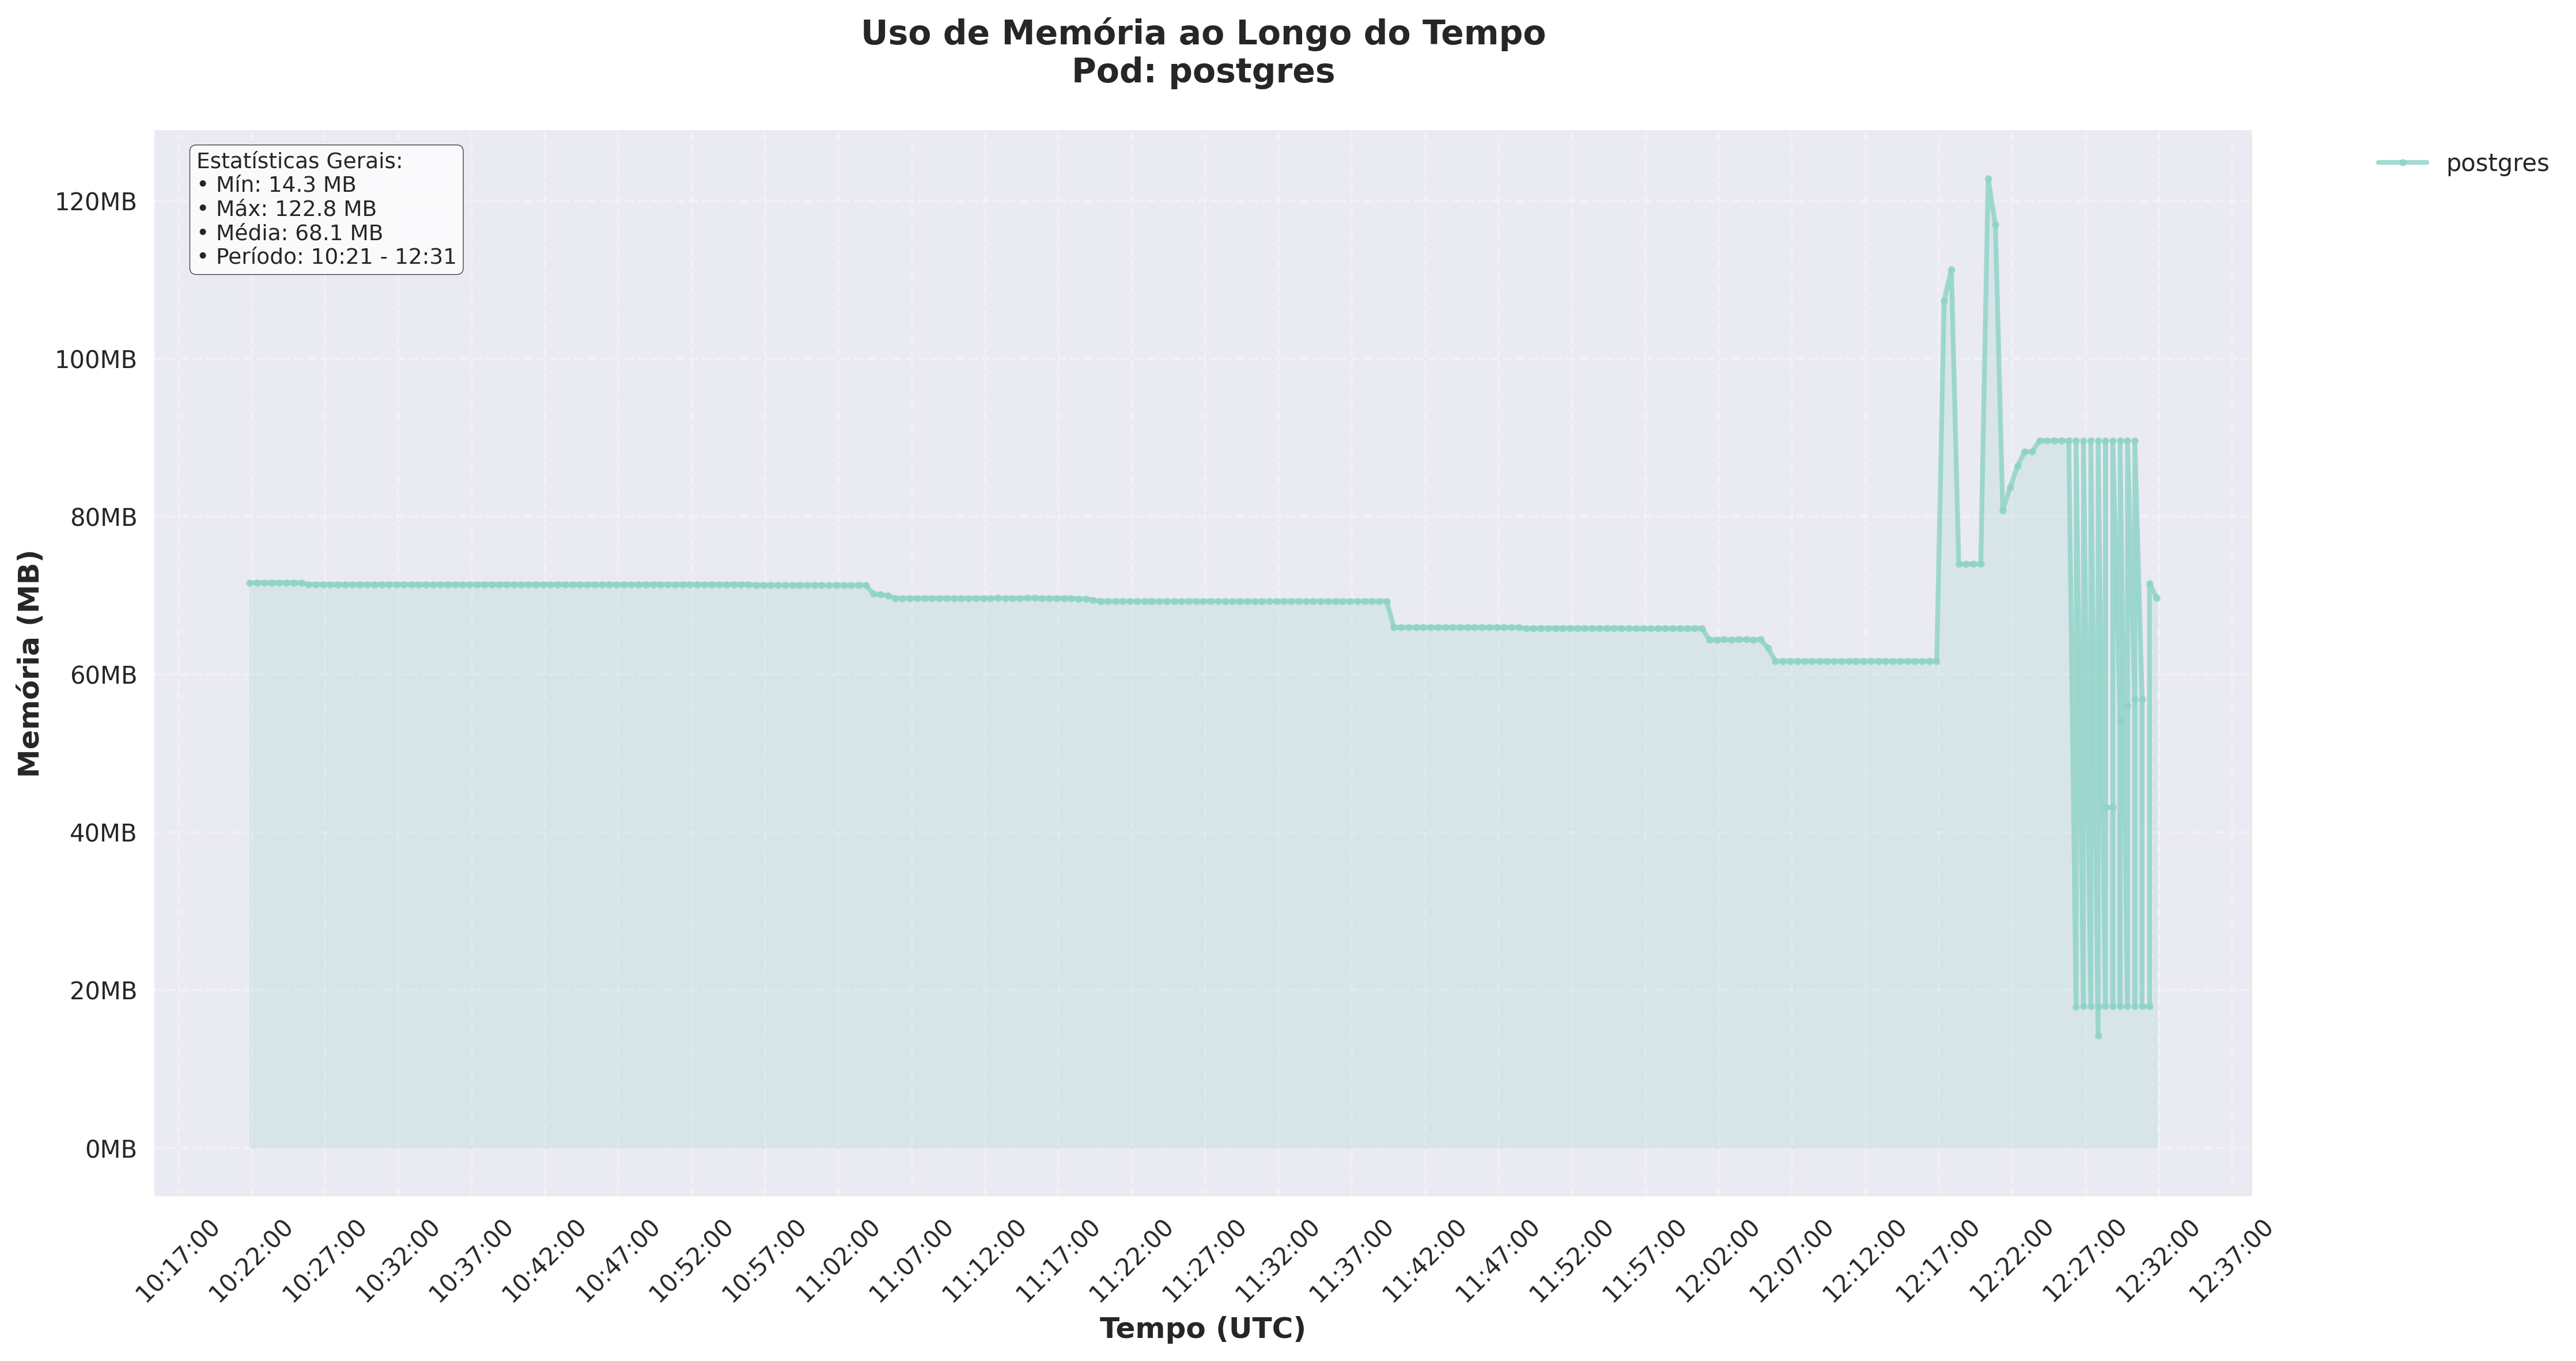 Uso de Memória ao Longo do Tempo
Pod: postgres
Estatísticas Gerais:
• Mín: 14.3 MB
• Máx: 122.8 MB
• Média: 68.1 MB
• Período: 10:21 - 12:31
postgres
120MB
100MB
80MB
60MB
40MB
20MB
0MB
Memória (MB)
10:17:00
10:22:00
10:27:00
10:32:00
10:37:00
10:42:00
10:47:00
10:52:00
10:57:00
11:02:00
11:07:00
11:12:00
11:17:00
11:22:00
11:27:00
11:32:00
11:37:00
11:42:00
11:47:00
11:52:00
11:57:00
12:02:00
12:07:00
12:12:00
12:17:00
12:22:00
12:27:00
12:32:00
12:37:00
Tempo (UTC)